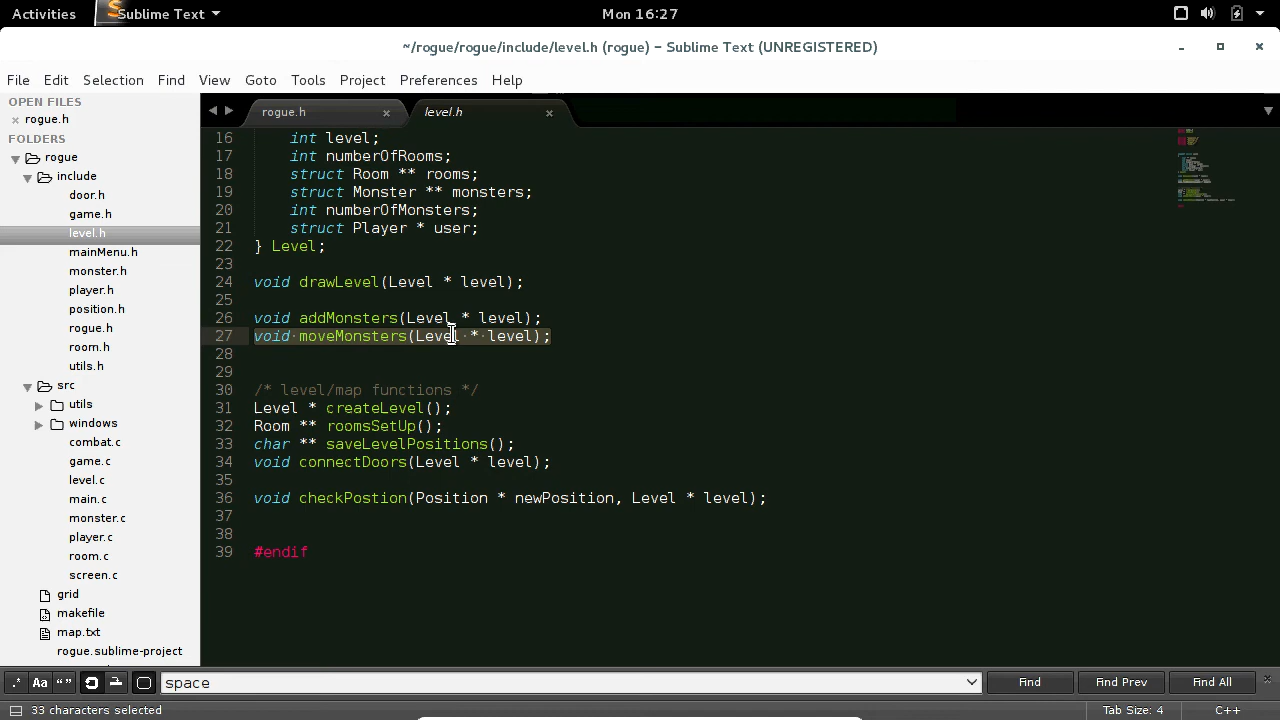 Activities Sublime Text Mon 16:27
~/rogue/rogue/include/level.h (rogue) – Sublime Text (UNREGISTERED)
File Edit Selection Find View Goto Tools Project Preferences Help
OPEN FILES
rogue.h
FOLDERS
rogue
include
door.h
game.h
level.h
mainMenu.h
monster.h
player.h
position.h
rogue.h
room.h
utils.h
src
utils
windows
combat.c
game.c
level.c
main.c
monster.c
player.c
room.c
screen.c
grid
makefile
map.txt
rogue.sublime-project
rogue.h level.h
16 int level;
17 int numberOfRooms;
18 struct Room ** rooms;
19 struct Monster ** monsters;
20 int numberOfMonsters;
21 struct Player * user;
22 } Level;
23
24 void drawLevel(Level * level);
25
26 void addMonsters(Level * level);
27 void moveMonsters(Level * level);
28
29
30 /* level/map functions */
31 Level * createLevel();
32 Room ** roomsSetUp();
33 char ** saveLevelPositions();
34 void connectDoors(Level * level);
35
36 void checkPostion(Position * newPosition, Level * level);
37
38
39 #endif
.* Aa “” space Find Find Prev Find All
33 characters selected Tab Size: 4 C++